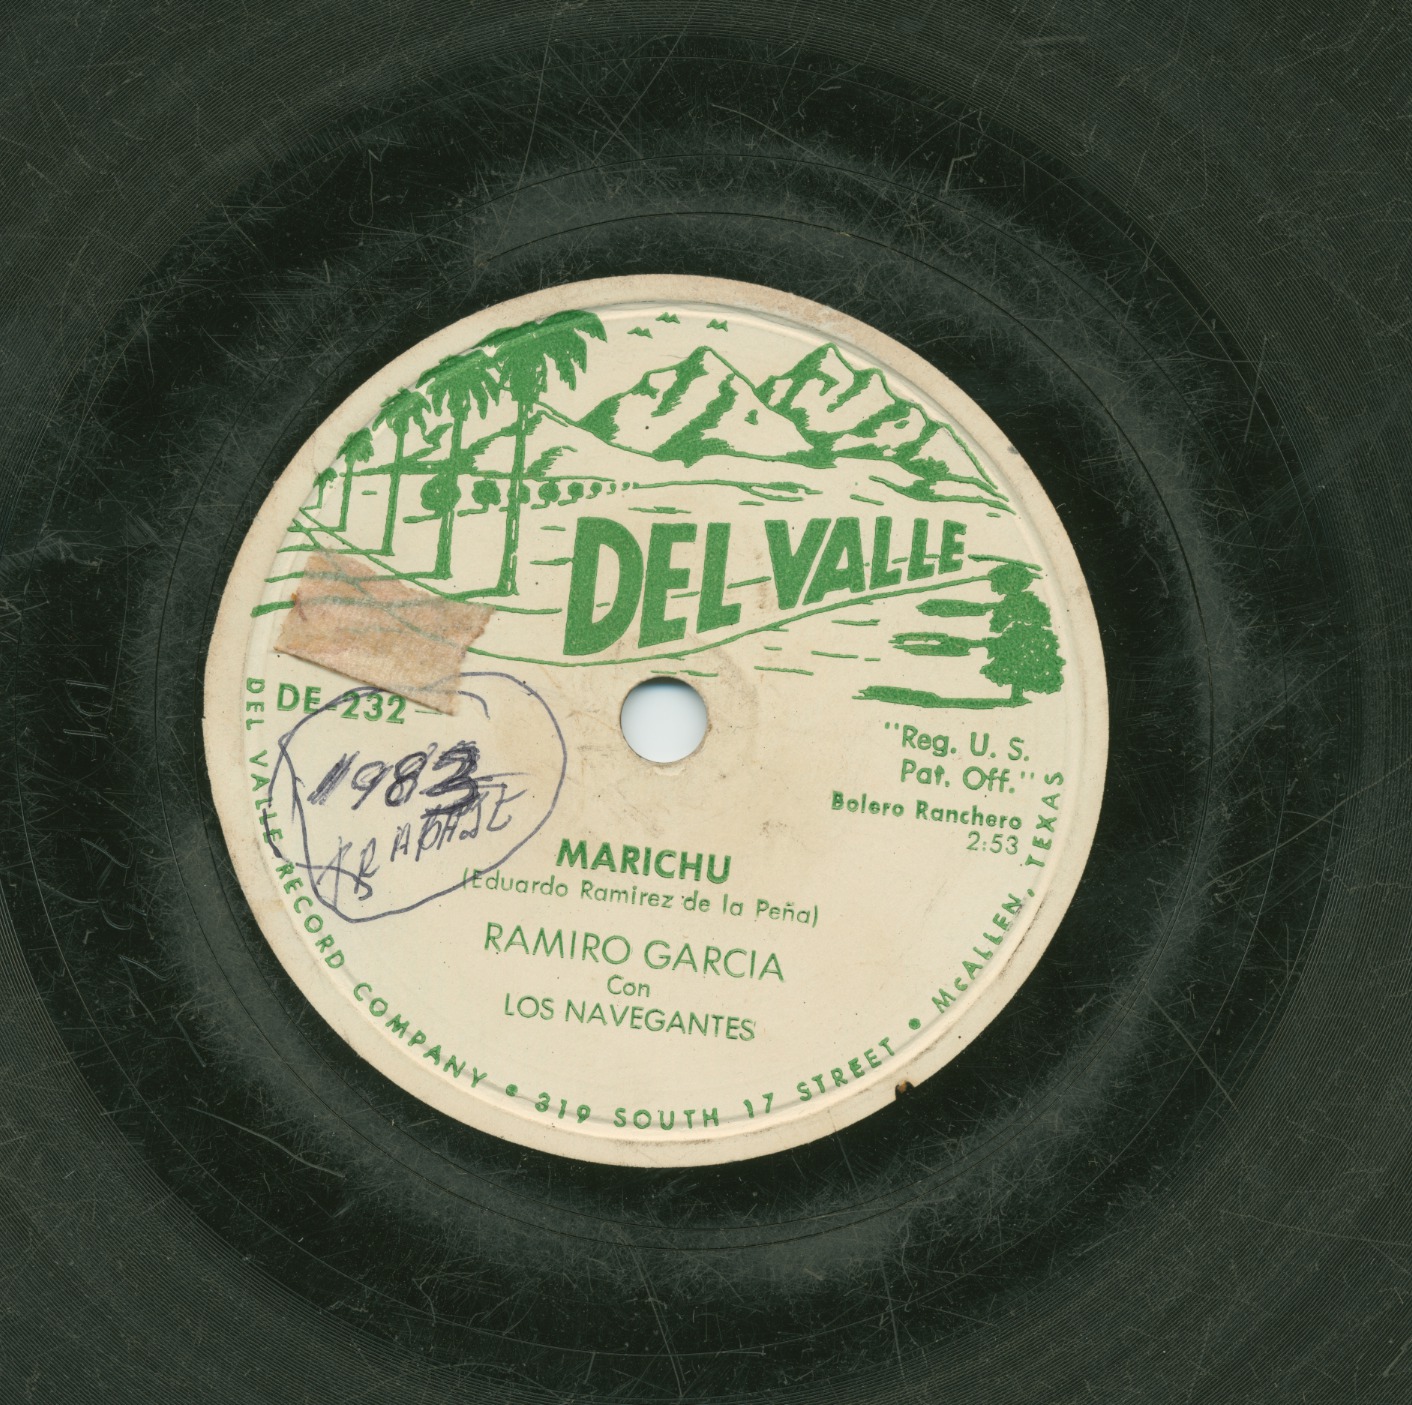 DEL VALLE
DE-232
1983
"Reg. U. S.
Pat. Off."
Bolero Ranchero
2:53
MARICHU
(Eduardo Ramirez de la Peña)
RAMIRO GARCIA
Con
LOS NAVEGANTES
DEL VALLE RECORD COMPANY • 319 SOUTH 17 STREET • McALLEN, TEXAS